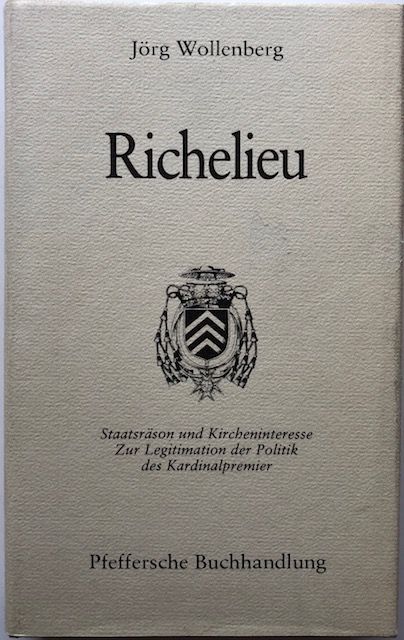 Jörg Wollenberg
Richelieu
Staatsräson und Kircheninteresse
Zur Legitimation der Politik
des Kardinalpremier
Pfeffersche Buchhandlung